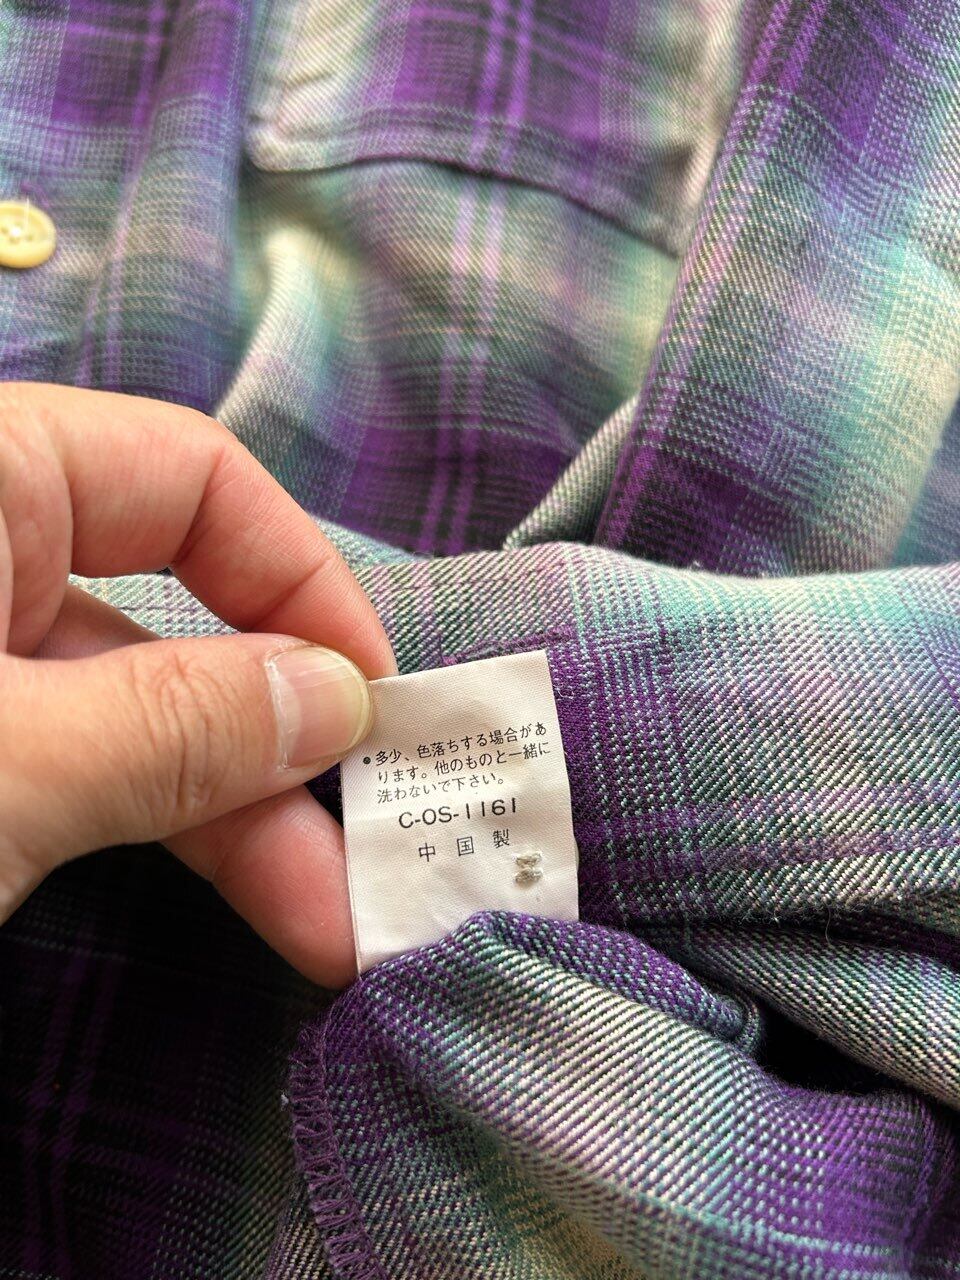 ●多少、色落ちする場合があ
ります。他のものと一緒に
洗わないで下さい。
C-OS-1161
中国製